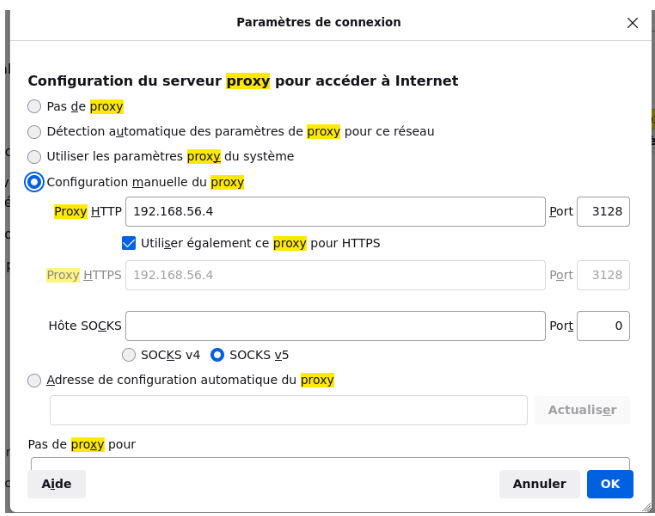 Paramètres de connexion
Configuration du serveur proxy pour accéder à Internet
Pas de proxy
Détection automatique des paramètres de proxy pour ce réseau
Utiliser les paramètres proxy du système
Configuration manuelle du proxy
Proxy HTTP 192.168.56.4 Port 3128
Utiliser également ce proxy pour HTTPS
Proxy HTTPS 192.168.56.4 Port 3128
Hôte SOCKS Port 0
SOCKS v4 SOCKS v5
Adresse de configuration automatique du proxy
Actualiser
Pas de proxy pour
Aide Annuler OK